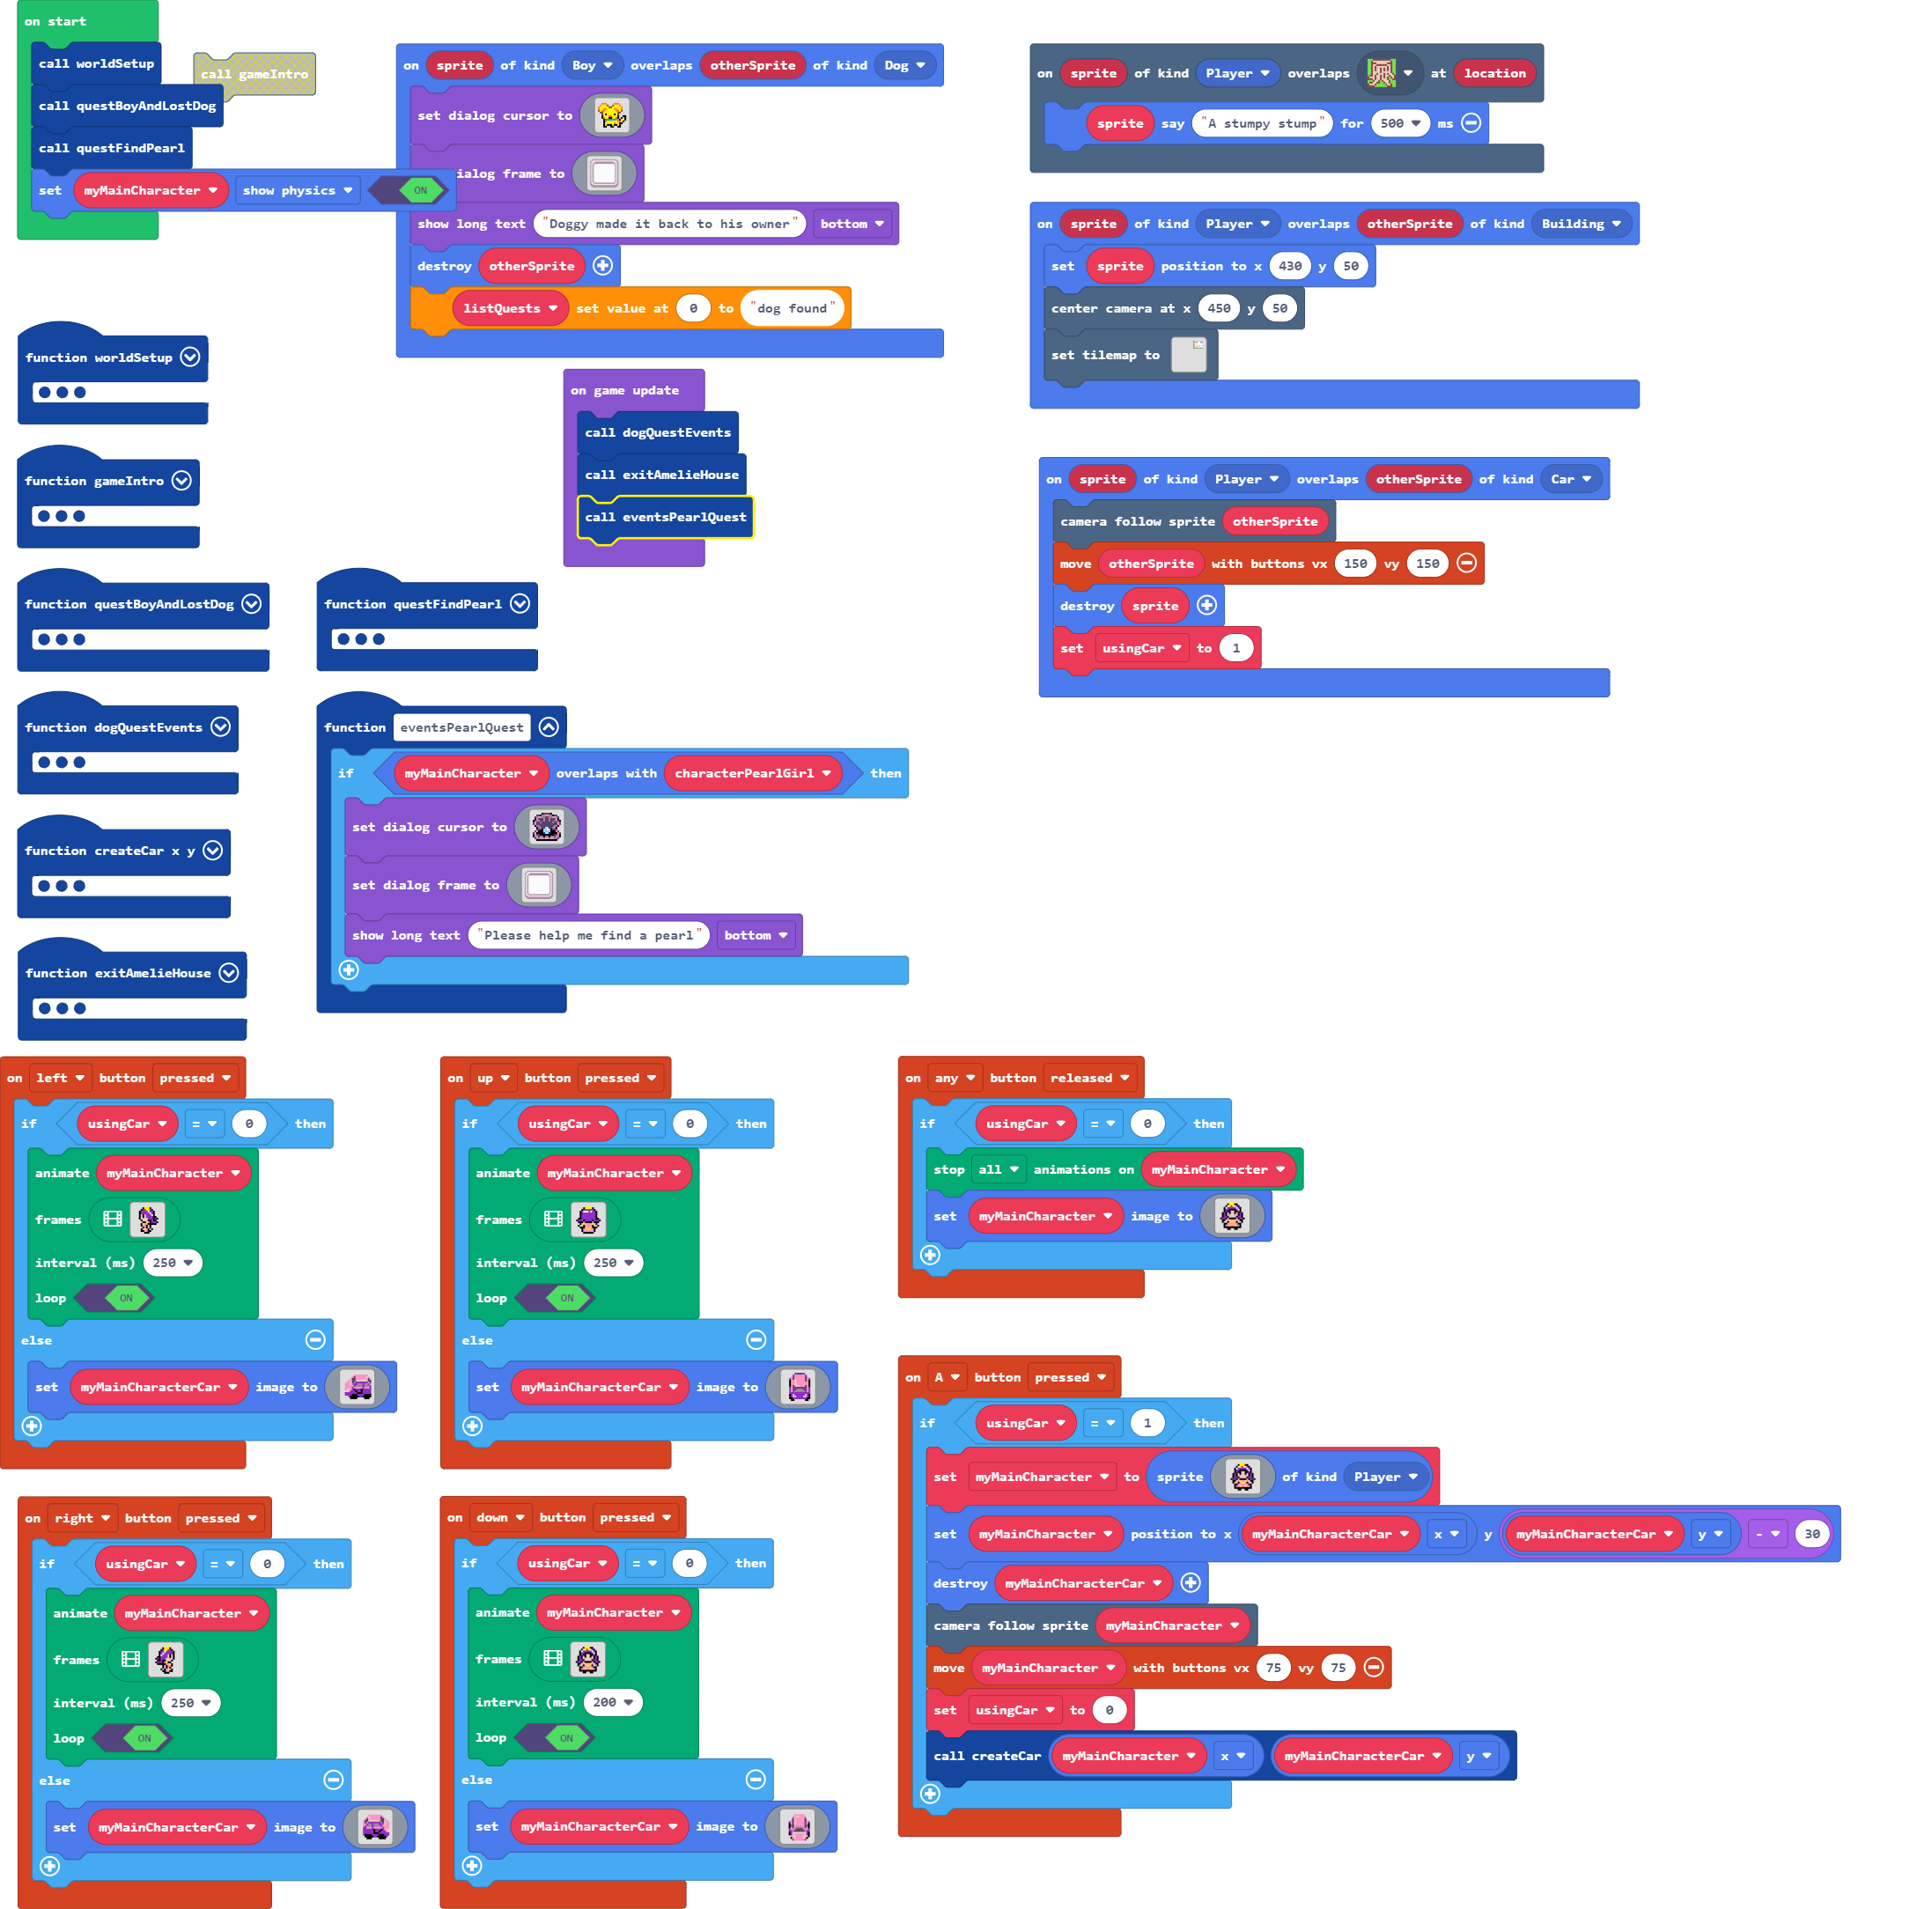 on start
call worldSetup
call questBoyAndLostDog
call questFindPearl
set myMainCharacter show physics ON
call gameIntro
on sprite of kind Boy overlaps otherSprite of kind Dog
set dialog cursor to
ialog frame to
show long text "Doggy made it back to his owner" bottom
destroy otherSprite
listQuests set value at 0 to "dog found"
on sprite of kind Player overlaps at location
sprite say "A stumpy stump" for 500 ms
on sprite of kind Player overlaps otherSprite of kind Building
set sprite position to x 430 y 50
center camera at x 450 y 50
set tilemap to
function worldSetup
function gameIntro
on game update
call dogQuestEvents
call exitAmelieHouse
call eventsPearlQuest
on sprite of kind Player overlaps otherSprite of kind Car
camera follow sprite otherSprite
move otherSprite with buttons vx 150 vy 150
destroy sprite
set usingCar to 1
function questBoyAndLostDog
function questFindPearl
function dogQuestEvents
function createCar x y
function exitAmelieHouse
function eventsPearlQuest
if myMainCharacter overlaps with characterPearlGirl then
set dialog cursor to
set dialog frame to
show long text "Please help me find a pearl" bottom
on left button pressed
if usingCar = 0 then
animate myMainCharacter
frames
interval (ms) 250
loop ON
else
set myMainCharacterCar image to
on up button pressed
if usingCar = 0 then
animate myMainCharacter
frames
interval (ms) 250
loop ON
else
set myMainCharacterCar image to
on any button released
if usingCar = 0 then
stop all animations on myMainCharacter
set myMainCharacter image to
on right button pressed
if usingCar = 0 then
animate myMainCharacter
frames
interval (ms) 250
loop ON
else
set myMainCharacterCar image to
on down button pressed
if usingCar = 0 then
animate myMainCharacter
frames
interval (ms) 200
loop ON
else
set myMainCharacterCar image to
on A button pressed
if usingCar = 1 then
set myMainCharacter to sprite of kind Player
set myMainCharacter position to x myMainCharacterCar x y myMainCharacterCar y - 30
destroy myMainCharacterCar
camera follow sprite myMainCharacter
move myMainCharacter with buttons vx 75 vy 75
set usingCar to 0
call createCar myMainCharacter x myMainCharacterCar y